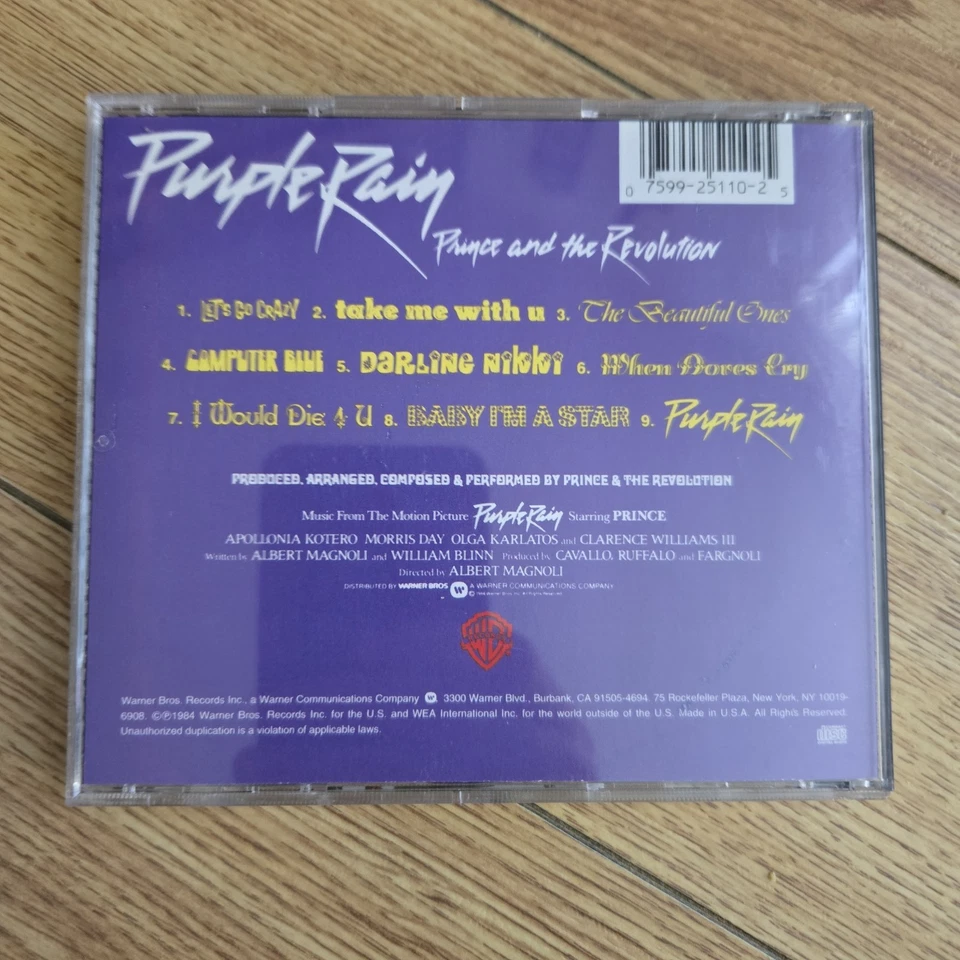 Purple Rain
0 7599-25110-2 5
Prince and the Revolution
1. LET'S GO CRAZY 2. take me with u 3. The Beautiful Ones
4. COMPUTER BLUE 5. DARLING NIKKI 6. When Doves Cry
7. I Would Die 4 U 8. BABY I'M A STAR 9. Purple Rain
PRODUCED, ARRANGED, COMPOSED & PERFORMED BY PRINCE & THE REVOLUTION
Music From The Motion Picture Purple Rain Starring PRINCE
APOLLONIA KOTERO MORRIS DAY OLGA KARLATOS and CLARENCE WILLIAMS III
Written by ALBERT MAGNOLI and WILLIAM BLINN Produced by CAVALLO, RUFFALO and FARGNOLI
Directed by ALBERT MAGNOLI
DISTRIBUTED BY WARNER BROS A WARNER COMMUNICATIONS COMPANY
Warner Bros. Records Inc., a Warner Communications Company 3300 Warner Blvd., Burbank, CA 91505-4694. 75 Rockefeller Plaza, New York, NY 10019-
6908. ©℗1984 Warner Bros. Records Inc. for the U.S. and WEA International Inc. for the world outside of the U.S. Made in U.S.A. All Rights Reserved.
Unauthorized duplication is a violation of applicable laws.
disc